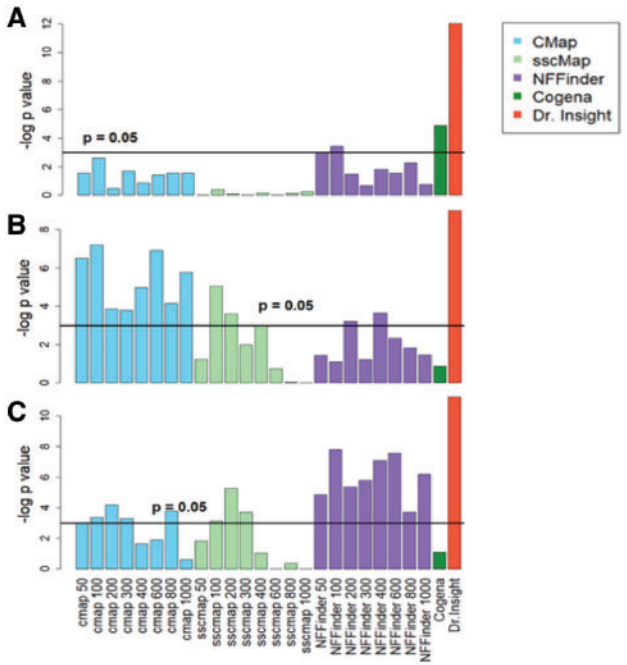 A
CMap
sscMap
NFFinder
Cogena
Dr. Insight
-log p value
0 2 4 6 8 10 12
p = 0.05
B
-log p value
0 2 4 6 8
p = 0.05
C
-log p value
0 2 4 6 8 10
p = 0.05
cmap 50
cmap 100
cmap 200
cmap 300
cmap 400
cmap 600
cmap 800
cmap 1000
sscmap 50
sscmap 100
sscmap 200
sscmap 300
sscmap 400
sscmap 600
sscmap 800
sscmap 1000
NFFinder 50
NFFinder 100
NFFinder 200
NFFinder 300
NFFinder 400
NFFinder 600
NFFinder 800
NFFinder 1000
Cogena
Dr.Insight